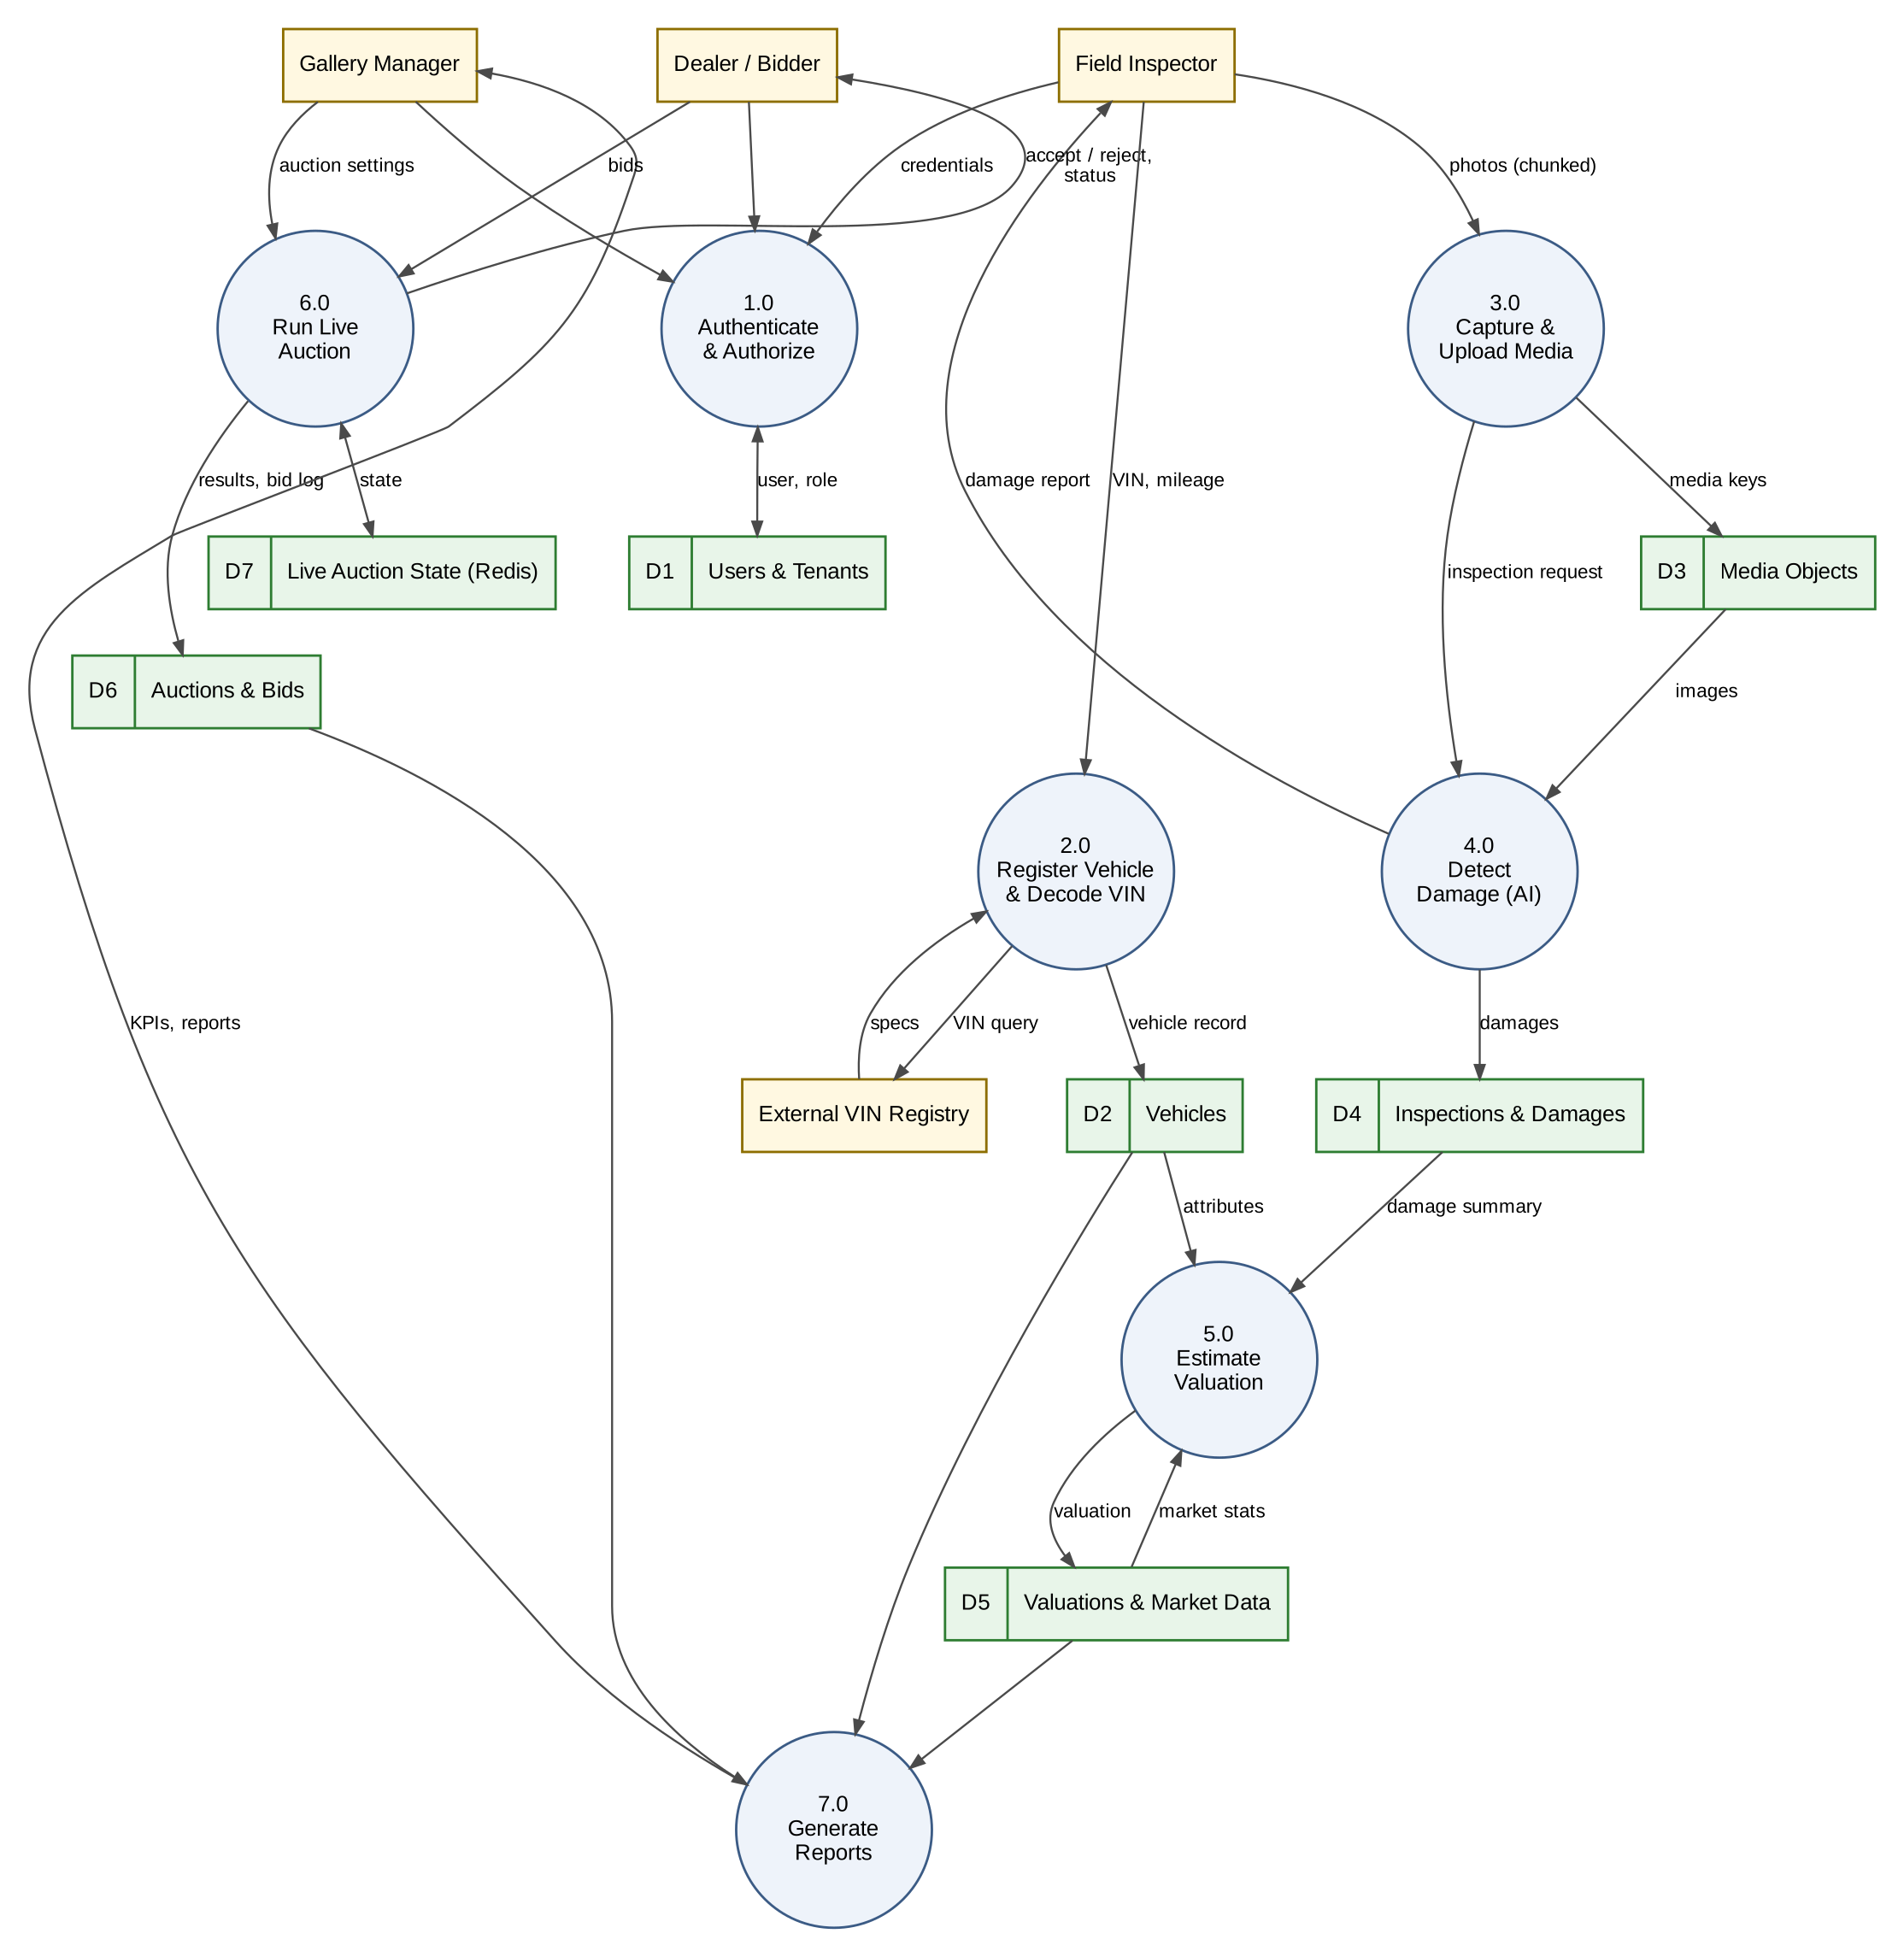 Gallery Manager
Dealer / Bidder
Field Inspector
auction settings
bids
credentials
accept / reject,
status
photos (chunked)
6.0
Run Live
Auction
1.0
Authenticate
& Authorize
3.0
Capture &
Upload Media
results, bid log
state
user, role
damage report
VIN, mileage
media keys
D7
Live Auction State (Redis)
D1
Users & Tenants
inspection request
D3
Media Objects
D6
Auctions & Bids
images
2.0
Register Vehicle
& Decode VIN
4.0
Detect
Damage (AI)
KPIs, reports
specs
VIN query
vehicle record
damages
External VIN Registry
D2
Vehicles
D4
Inspections & Damages
attributes
damage summary
5.0
Estimate
Valuation
valuation
market stats
D5
Valuations & Market Data
7.0
Generate
Reports